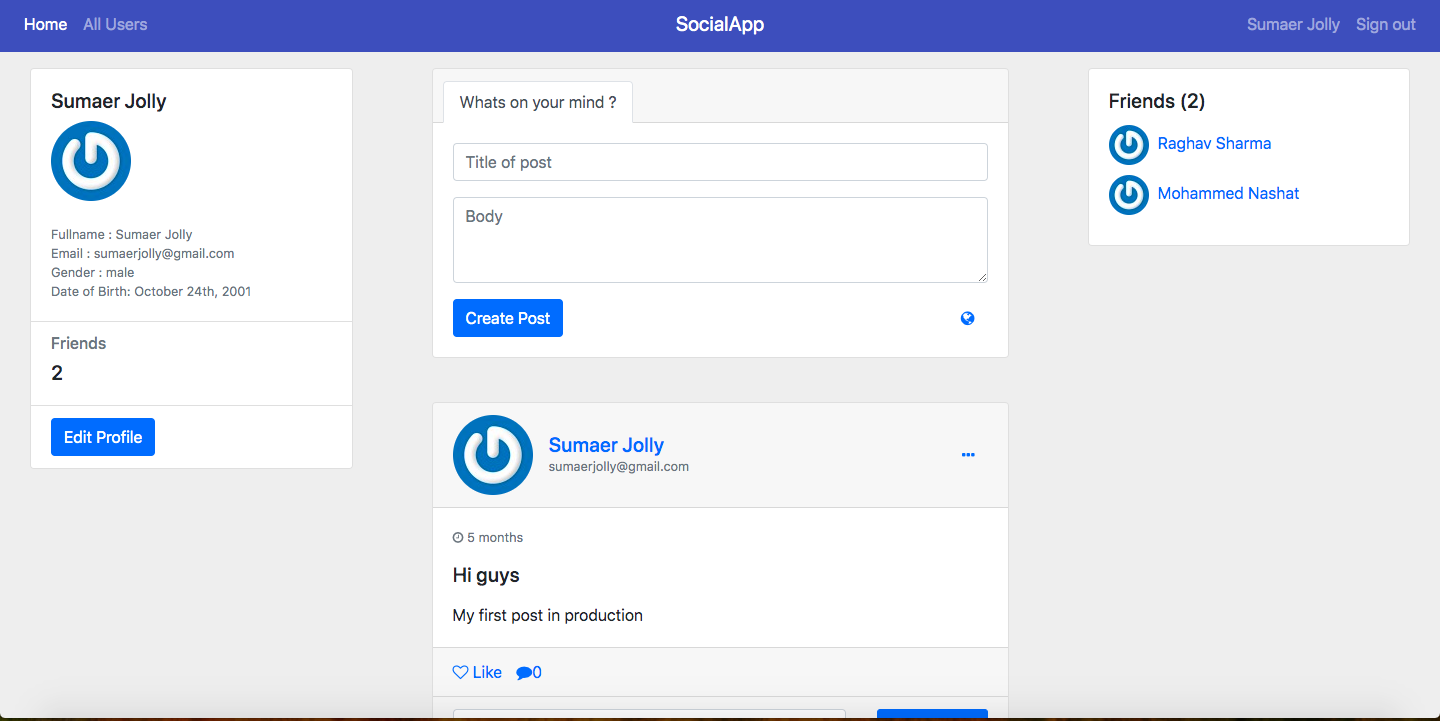 Home All Users SocialApp Sumaer Jolly Sign out
Sumaer Jolly
Fullname : Sumaer Jolly
Email : sumaerjolly@gmail.com
Gender : male
Date of Birth: October 24th, 2001
Friends
2
Edit Profile
Whats on your mind ?
Title of post
Body
Create Post
Sumaer Jolly
sumaerjolly@gmail.com
5 months
Hi guys
My first post in production
Like 0
Friends (2)
Raghav Sharma
Mohammed Nashat